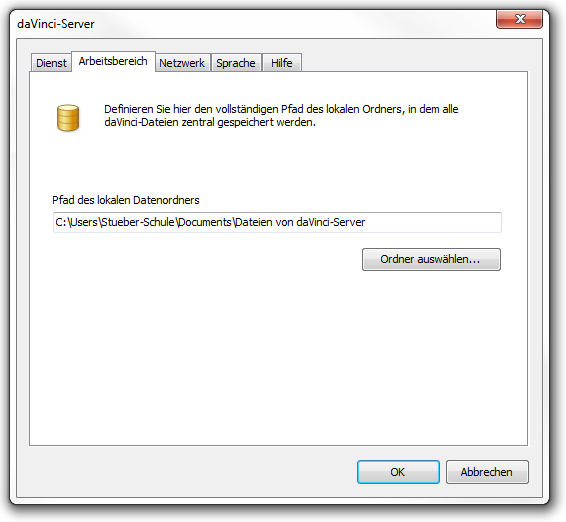 daVinci-Server
Dienst Arbeitsbereich Netzwerk Sprache Hilfe
Definieren Sie hier den vollständigen Pfad des lokalen Ordners, in dem alle
daVinci-Dateien zentral gespeichert werden.
Pfad des lokalen Datenordners
C:\Users\Stueber-Schule\Documents\Dateien von daVinci-Server
Ordner auswählen...
OK Abbrechen